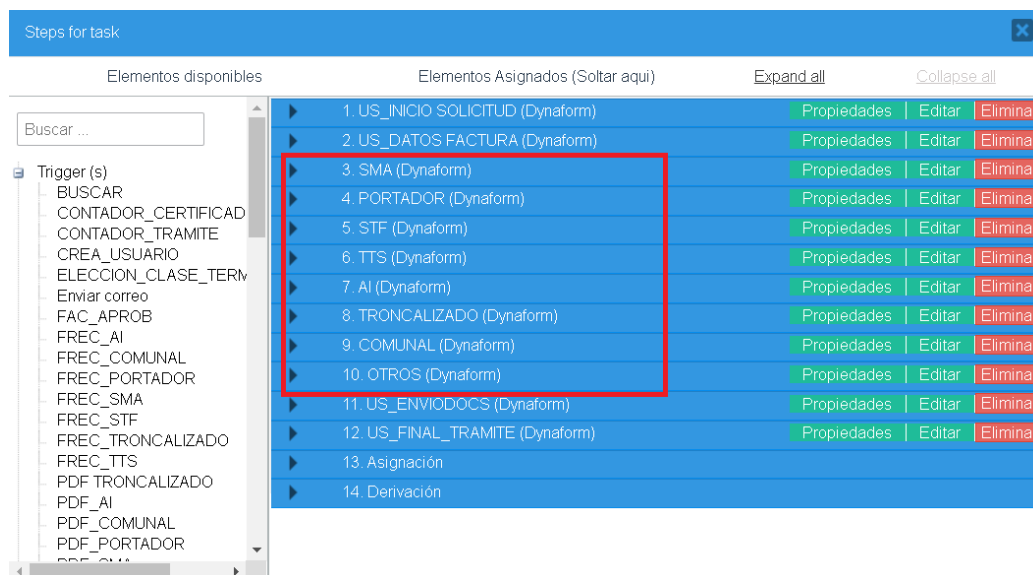 Steps for task
Elementos disponibles Elementos Asignados (Soltar aqui) Expand all Collapse all
Buscar ...
Trigger (s)
BUSCAR
CONTADOR_CERTIFICAD
CONTADOR_TRAMITE
CREA_USUARIO
ELECCION_CLASE_TERM
Enviar correo
FAC_APROB
FREC_AI
FREC_COMUNAL
FREC_PORTADOR
FREC_SMA
FREC_STF
FREC_TRONCALIZADO
FREC_TTS
PDF TRONCALIZADO
PDF_AI
PDF_COMUNAL
PDF_PORTADOR
1. US_INICIO SOLICITUD (Dynaform) Propiedades | Editar | Elimina
2. US_DATOS FACTURA (Dynaform) Propiedades | Editar | Elimina
3. SMA (Dynaform) Propiedades | Editar | Elimina
4. PORTADOR (Dynaform) Propiedades | Editar | Elimina
5. STF (Dynaform) Propiedades | Editar | Elimina
6. TTS (Dynaform) Propiedades | Editar | Elimina
7. AI (Dynaform) Propiedades | Editar | Elimina
8. TRONCALIZADO (Dynaform) Propiedades | Editar | Elimina
9. COMUNAL (Dynaform) Propiedades | Editar | Elimina
10. OTROS (Dynaform) Propiedades | Editar | Elimina
11. US_ENVIODOCS (Dynaform) Propiedades | Editar | Elimina
12. US_FINAL_TRAMITE (Dynaform) Propiedades | Editar | Elimina
13. Asignación
14. Derivación